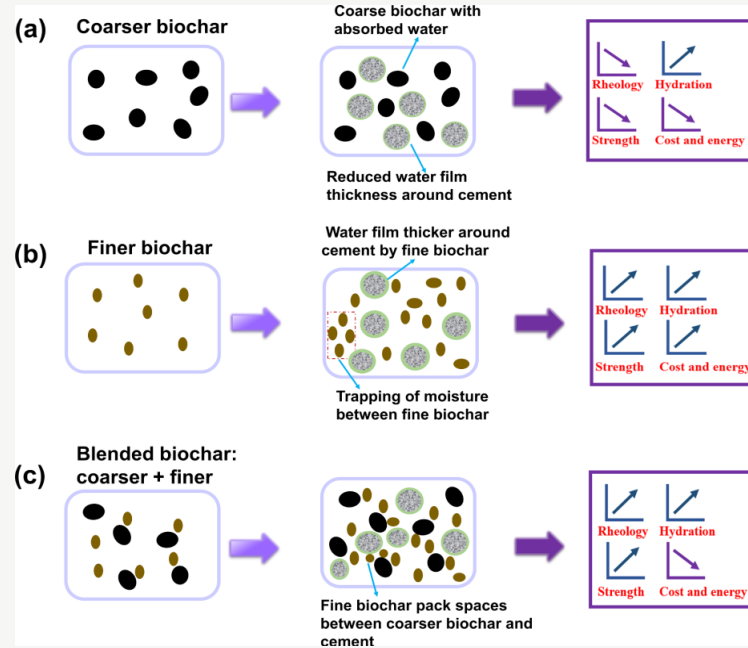 (a)
Coarser biochar
Coarse biochar with
absorbed water
Reduced water film
thickness around cement
Rheology
Hydration
Strength
Cost and energy
(b)
Finer biochar
Water film thicker around
cement by fine biochar
Trapping of moisture
between fine biochar
Rheology
Hydration
Strength
Cost and energy
(c)
Blended biochar:
coarser + finer
Fine biochar pack spaces
between coarser biochar and
cement
Rheology
Hydration
Strength
Cost and energy